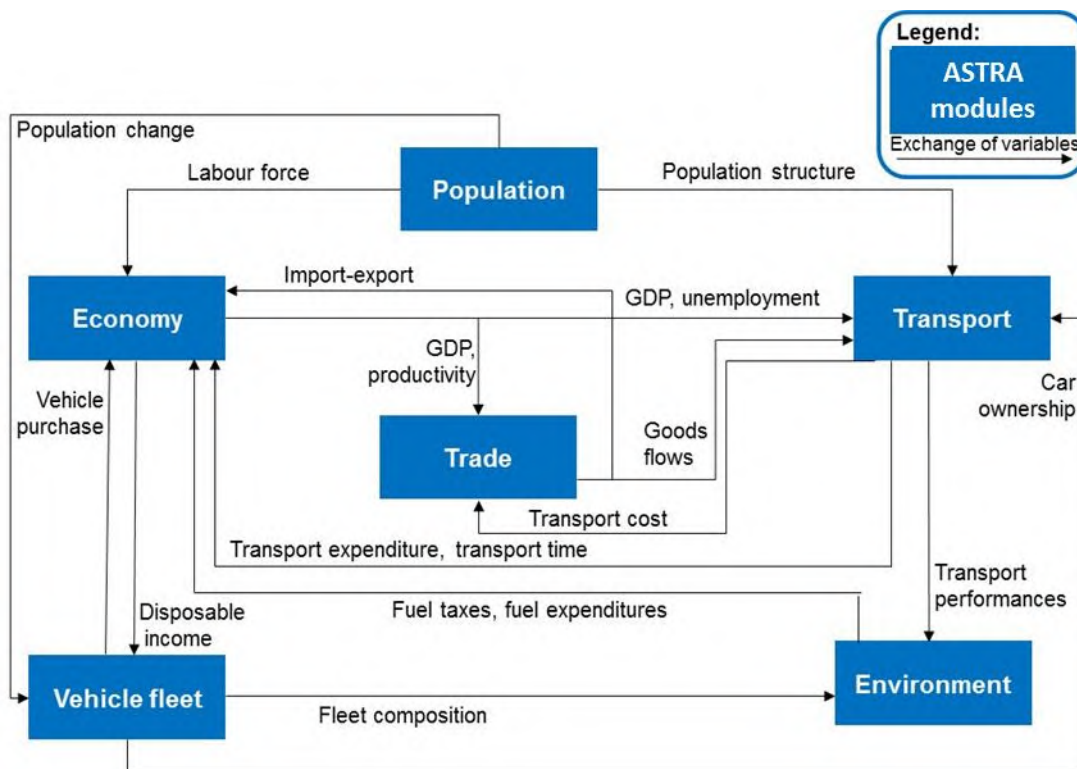 Legend:
ASTRA
modules
Exchange of variables
Population change
Labour force
Population
Population structure
Import-export
Economy
GDP, unemployment
Transport
GDP,
productivity
Vehicle
purchase
Car
ownership
Goods
flows
Trade
Transport cost
Transport expenditure, transport time
Transport
performances
Fuel taxes, fuel expenditures
Disposable
income
Vehicle fleet
Environment
Fleet composition